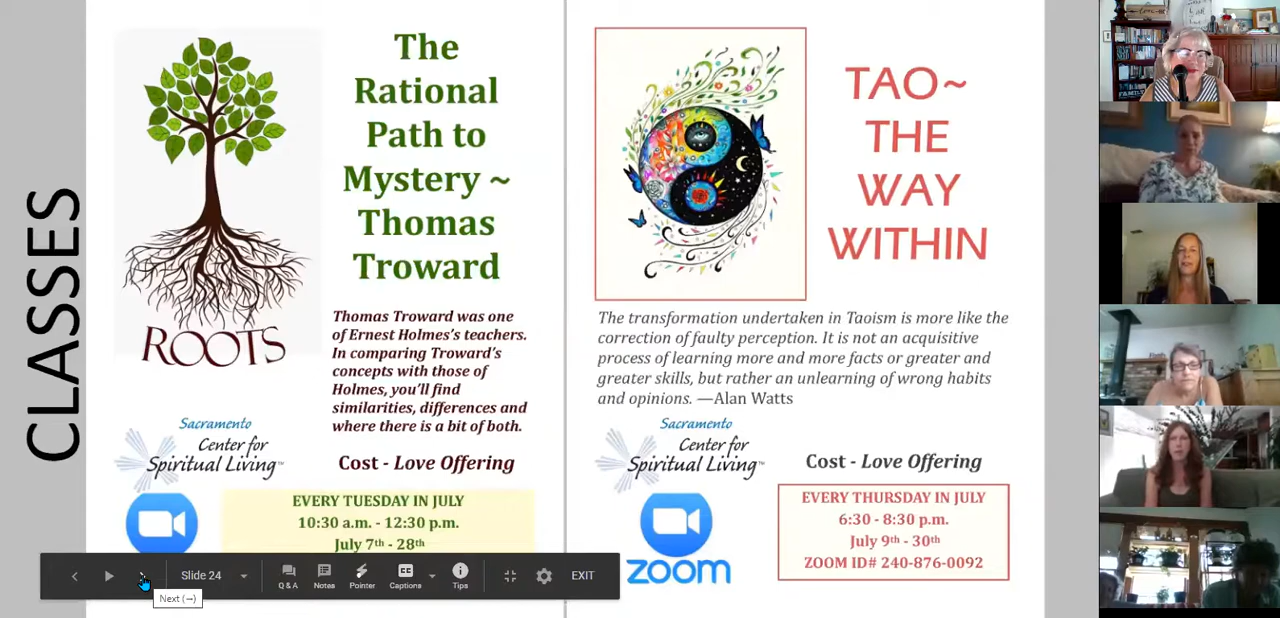 CLASSES
ROOTS
The
Rational
Path to
Mystery ~
Thomas
Troward
Thomas Troward was one
of Ernest Holmes's teachers.
In comparing Troward's
concepts with those of
Holmes, you'll find
similarities, differences and
where there is a bit of both.
Sacramento
Center for
Spiritual Living™
Cost - Love Offering
EVERY TUESDAY IN JULY
10:30 a.m. - 12:30 p.m.
July 7th - 28th
TAO~
THE
WAY
WITHIN
The transformation undertaken in Taoism is more like the
correction of faulty perception. It is not an acquisitive
process of learning more and more facts or greater and
greater skills, but rather an unlearning of wrong habits
and opinions. —Alan Watts
Sacramento
Center for
Spiritual Living™
Cost - Love Offering
zoom
EVERY THURSDAY IN JULY
6:30 - 8:30 p.m.
July 9th - 30th
ZOOM ID# 240-876-0092
Slide 24
Q & A
Notes
Pointer
CC
Captions
Tips
EXIT
Next (→)